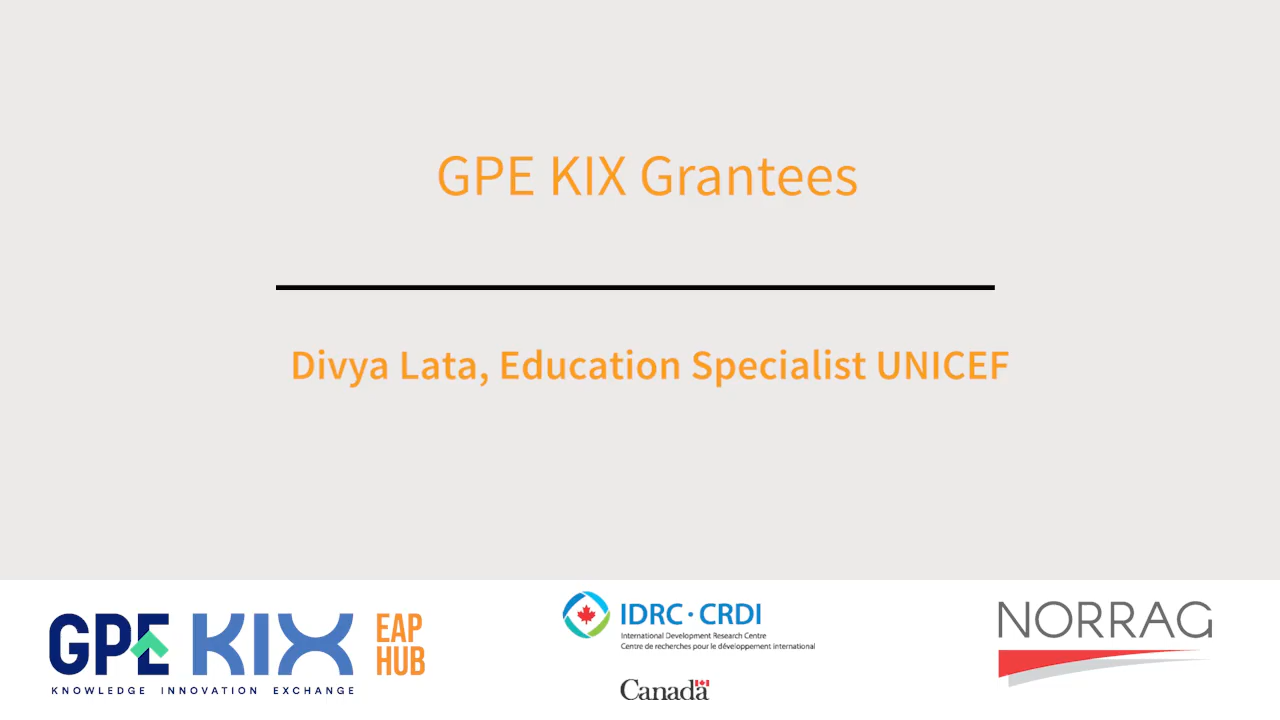 GPE KIX Grantees
Divya Lata, Education Specialist UNICEF
GPE KIX EAP HUB
KNOWLEDGE INNOVATION EXCHANGE
IDRC · CRDI
International Development Research Centre
Centre de recherches pour le développement international
Canada
NORRAG